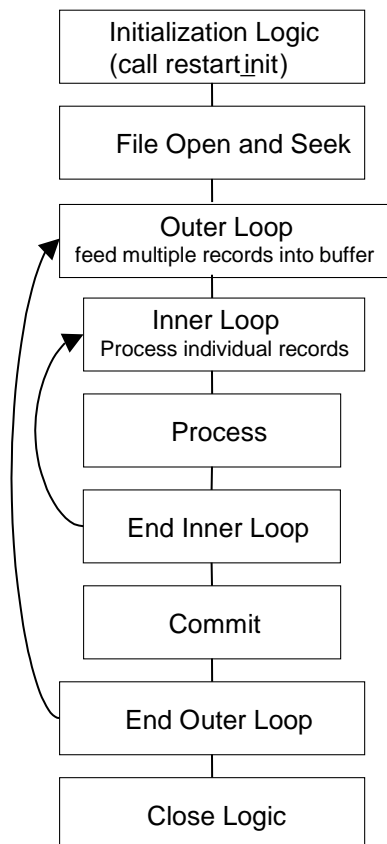 Initialization Logic
(call restart_init)
File Open and Seek
Outer Loop
feed multiple records into buffer
Inner Loop
Process individual records
Process
End Inner Loop
Commit
End Outer Loop
Close Logic